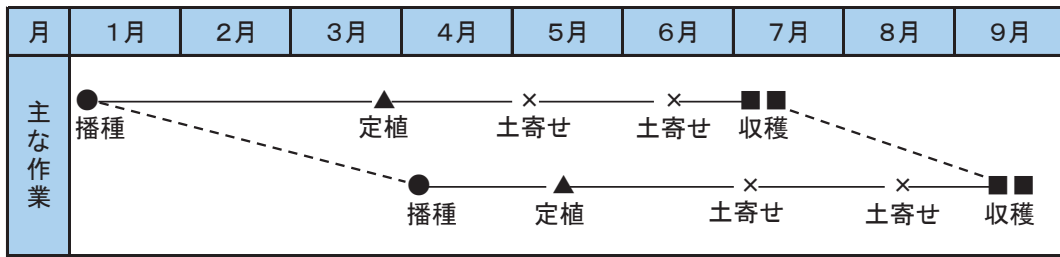 月 1月 2月 3月 4月 5月 6月 7月 8月 9月
主な作業
播種 定植 土寄せ 土寄せ 収穫
播種 定植 土寄せ 土寄せ 収穫